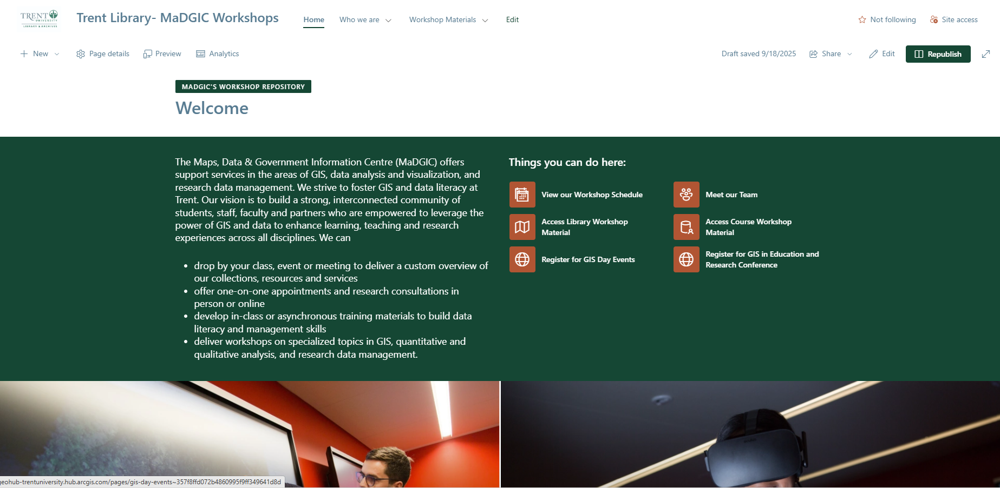 TRENT
UNIVERSITY
LIBRARY & ARCHIVES
Trent Library- MaDGIC Workshops
Home
Who we are
Workshop Materials
Edit
Not following
Site access
New
Page details
Preview
Analytics
Draft saved 9/18/2025
Share
Edit
Republish
MADGIC'S WORKSHOP REPOSITORY
Welcome
The Maps, Data & Government Information Centre (MaDGIC) offers
support services in the areas of GIS, data analysis and visualization, and
research data management. We strive to foster GIS and data literacy at
Trent. Our vision is to build a strong, interconnected community of
students, staff, faculty and partners who are empowered to leverage the
power of GIS and data to enhance learning, teaching and research
experiences across all disciplines. We can
• drop by your class, event or meeting to deliver a custom overview of
our collections, resources and services
• offer one-on-one appointments and research consultations in
person or online
• develop in-class or asynchronous training materials to build data
literacy and management skills
• deliver workshops on specialized topics in GIS, quantitative and
qualitative analysis, and research data management.
Things you can do here:
View our Workshop Schedule
Meet our Team
Access Library Workshop
Material
Access Course Workshop
Material
Register for GIS Day Events
Register for GIS in Education and
Research Conference
geohub-trentuniversity.hub.arcgis.com/pages/gis-day-events~357f8ffd072b4860995f9ff349641d8d